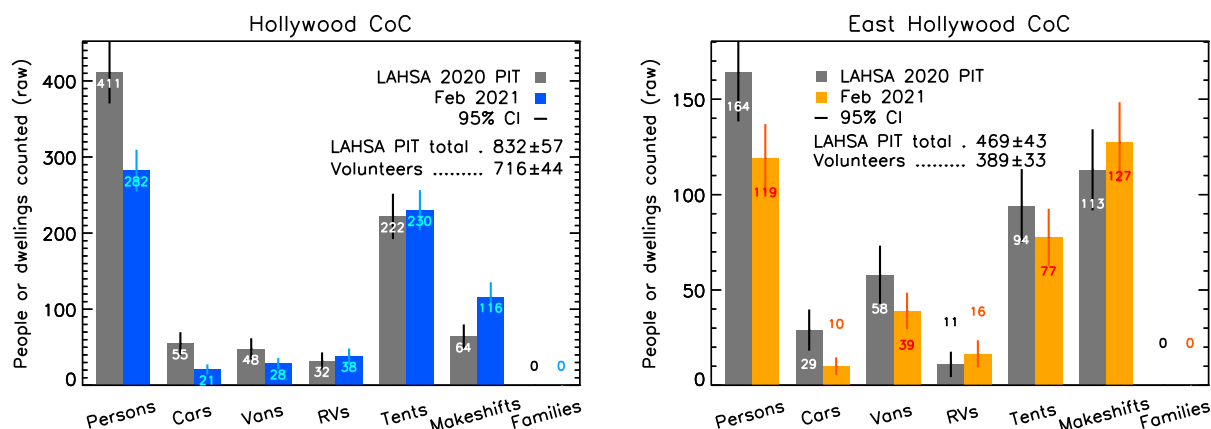 Hollywood CoC
People or dwellings counted (raw)
400
300
200
100
0
LAHSA 2020 PIT
Feb 2021
95% CI
LAHSA PIT total . 832±57
Volunteers ......... 716±44
411
282
55
21
48
28
32
38
222
230
64
116
0
0
Persons
Cars
Vans
RVs
Tents
Makeshifts
Families
East Hollywood CoC
People or dwellings counted (raw)
150
100
50
0
LAHSA 2020 PIT
Feb 2021
95% CI
LAHSA PIT total . 469±43
Volunteers ......... 389±33
164
119
29
10
58
39
11
16
94
77
113
127
0
0
Persons
Cars
Vans
RVs
Tents
Makeshifts
Families